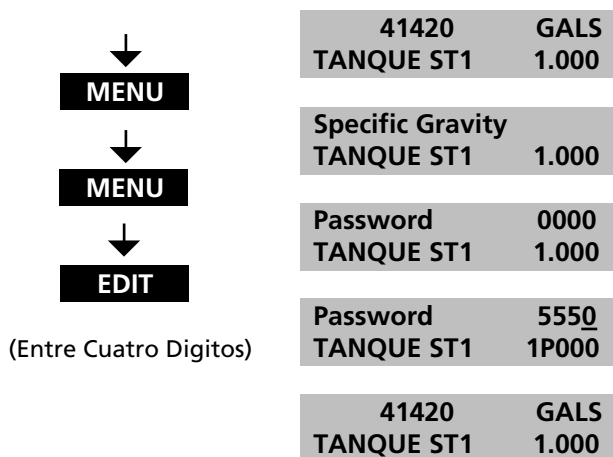 41420 GALS
TANQUE ST1 1.000
MENU
Specific Gravity
TANQUE ST1 1.000
MENU
Password 0000
TANQUE ST1 1.000
EDIT
Password 5550
TANQUE ST1 1P000
(Entre Cuatro Digitos)
41420 GALS
TANQUE ST1 1.000